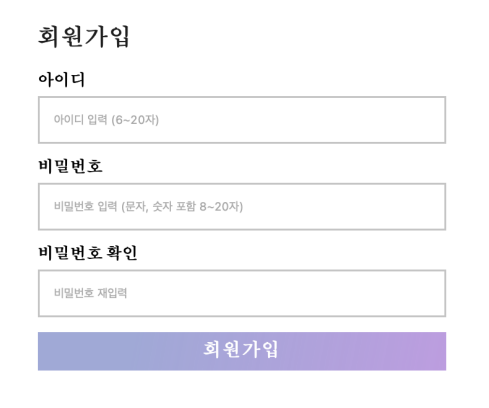 회원가입
아이디
아이디 입력 (6~20자)
비밀번호
비밀번호 입력 (문자, 숫자 포함 8~20자)
비밀번호 확인
비밀번호 재입력
회원가입